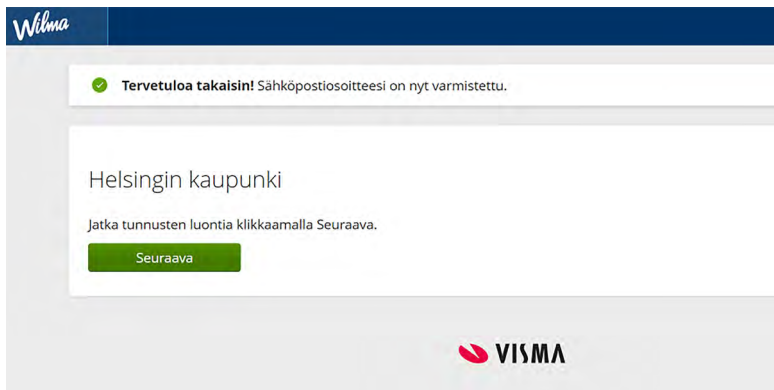 Wilma
Tervetuloa takaisin! Sähköpostiosoitteesi on nyt varmistettu.
Helsingin kaupunki
Jatka tunnusten luontia klikkaamalla Seuraava.
Seuraava
VISMA